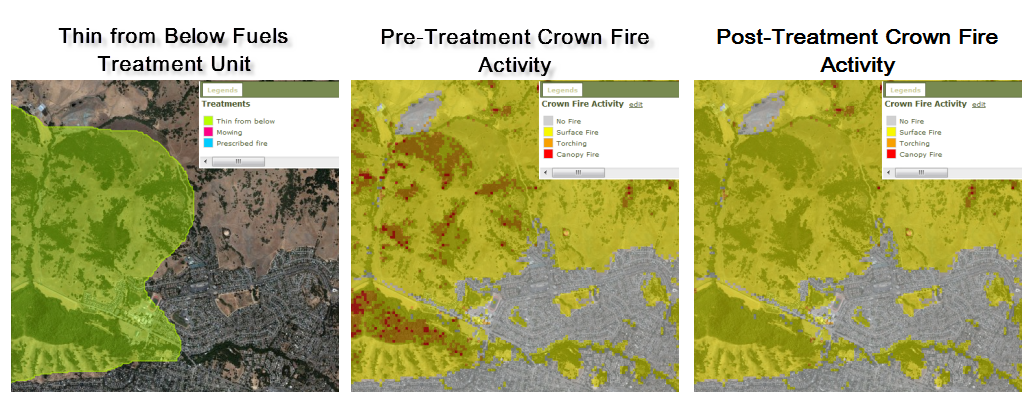 Thin from Below Fuels
Treatment Unit
Legends
Treatments
Thin from below
Mowing
Prescribed fire
Pre-Treatment Crown Fire
Activity
Legends
Crown Fire Activity edit
No Fire
Surface Fire
Torching
Canopy Fire
Post-Treatment Crown Fire
Activity
Legends
Crown Fire Activity edit
No Fire
Surface Fire
Torching
Canopy Fire